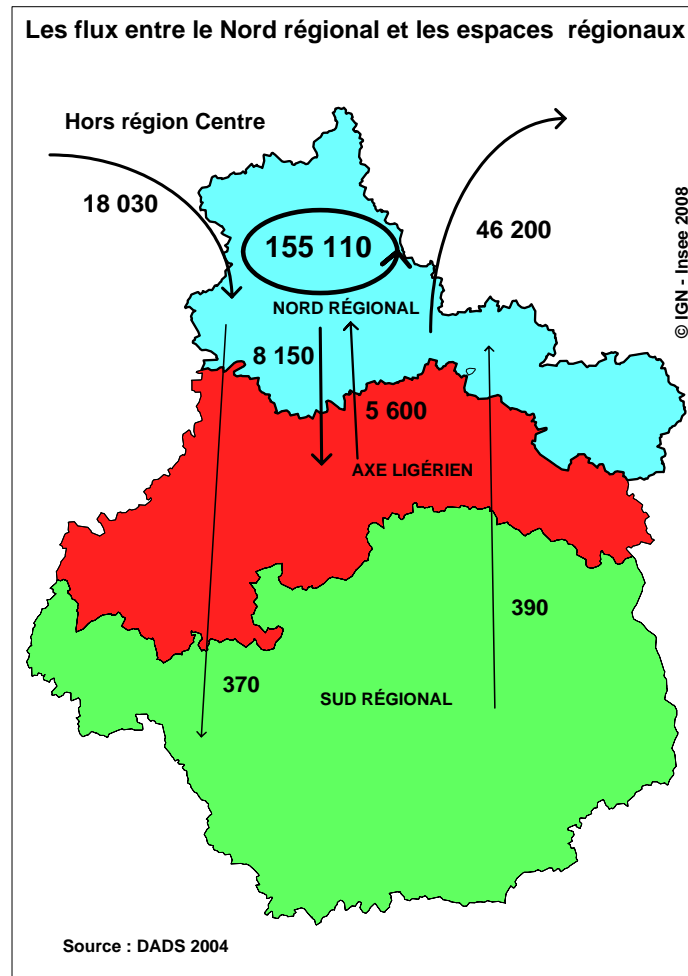 Les flux entre le Nord régional et les espaces régionaux
Hors région Centre
18 030
46 200
155 110
© IGN - Insee 2008
NORD RÉGIONAL
8 150
5 600
AXE LIGÉRIEN
390
370
SUD RÉGIONAL
Source : DADS 2004